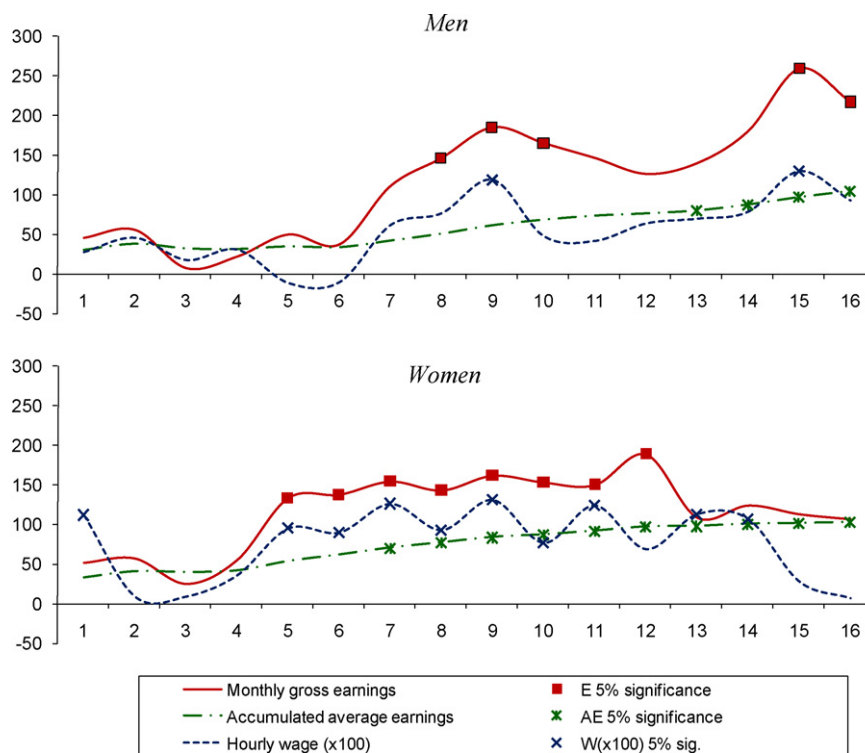 Men
300
250
200
150
100
50
0
-50
1 2 3 4 5 6 7 8 9 10 11 12 13 14 15 16
Women
300
250
200
150
100
50
0
-50
1 2 3 4 5 6 7 8 9 10 11 12 13 14 15 16
Monthly gross earnings E 5% significance
Accumulated average earnings AE 5% significance
Hourly wage (x100) W(x100) 5% sig.